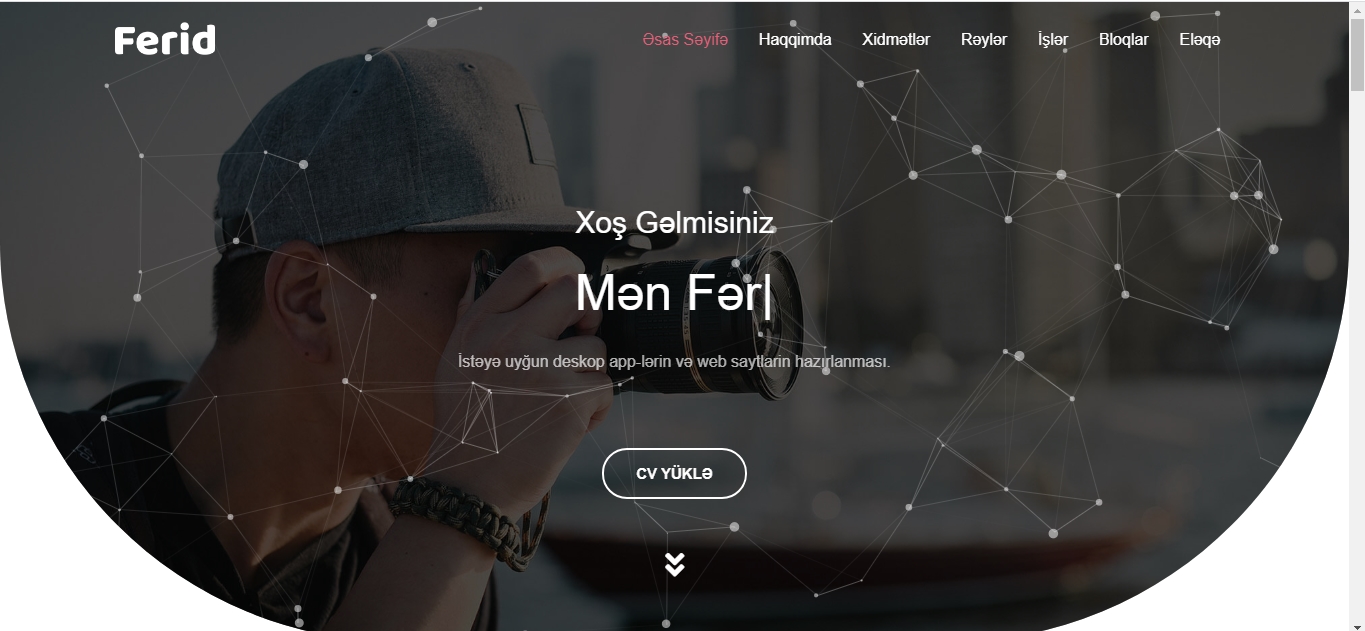 Ferid
Əsas Səyifə Haqqimda Xidmətlər Rəylər İşlər Bloqlar Eləqə
Xoş Gəlmisiniz
Mən Fər|
İstəyə uyğun deskop app-lərin və web saytlarin hazırlanması.
CV YÜKLƏ